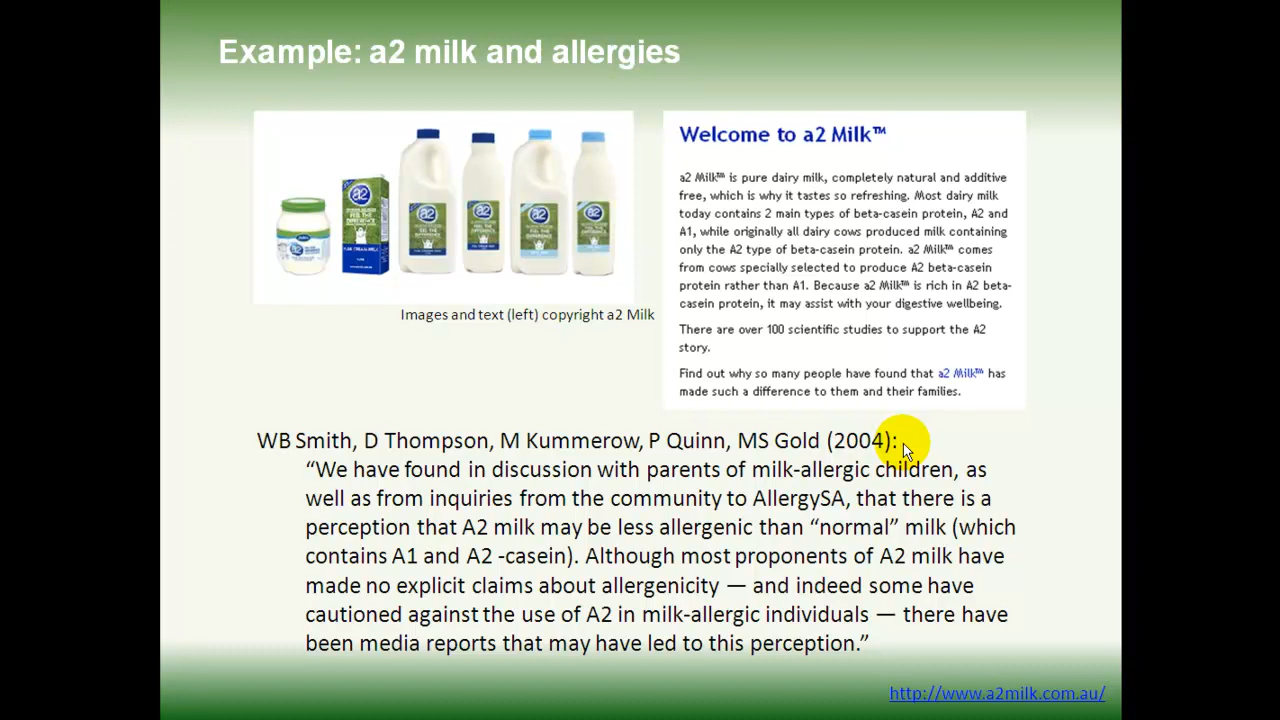 Example: a2 milk and allergies
a2
a2
a2
a2
a2
Images and text (left) copyright a2 Milk
Welcome to a2 Milk™
a2 Milk™ is pure dairy milk, completely natural and additive
free, which is why it tastes so refreshing. Most dairy milk
today contains 2 main types of beta-casein protein, A2 and
A1, while originally all dairy cows produced milk containing
only the A2 type of beta-casein protein. a2 Milk™ comes
from cows specially selected to produce A2 beta-casein
protein rather than A1. Because a2 Milk™ is rich in A2 beta-
casein protein, it may assist with your digestive wellbeing.
There are over 100 scientific studies to support the A2
story.
Find out why so many people have found that a2 Milk™ has
made such a difference to them and their families.
WB Smith, D Thompson, M Kummerow, P Quinn, MS Gold (2004):
“We have found in discussion with parents of milk-allergic children, as
well as from inquiries from the community to AllergySA, that there is a
perception that A2 milk may be less allergenic than “normal” milk (which
contains A1 and A2 -casein). Although most proponents of A2 milk have
made no explicit claims about allergenicity — and indeed some have
cautioned against the use of A2 in milk-allergic individuals — there have
been media reports that may have led to this perception.”
http://www.a2milk.com.au/